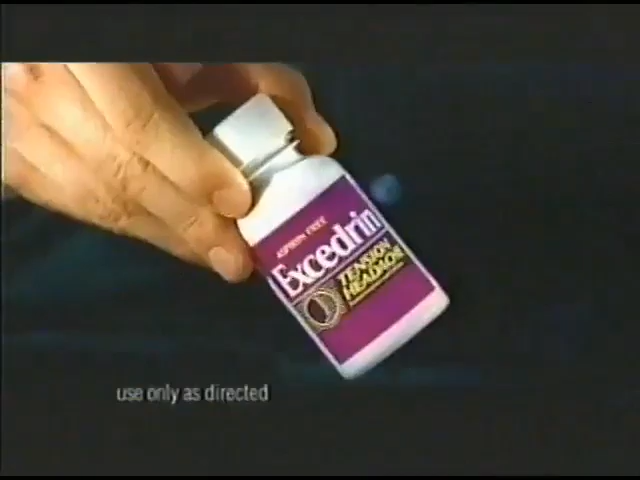 ASPIRIN FREE
Excedrin
TENSION
HEADACHE
use only as directed